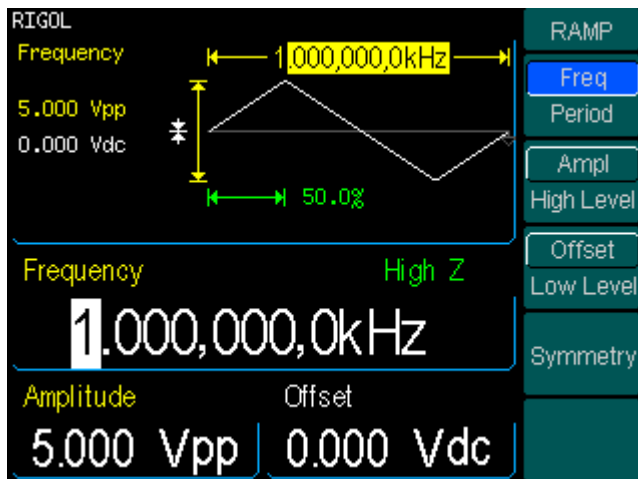 RIGOL
RAMP
Frequency
1.000,000,0kHz
Freq
Period
5.000 Vpp
0.000 Vdc
Ampl
High Level
50.0%
Offset
Low Level
Frequency
High Z
1.000,000,0kHz
Symmetry
Amplitude
Offset
5.000 Vpp
0.000 Vdc